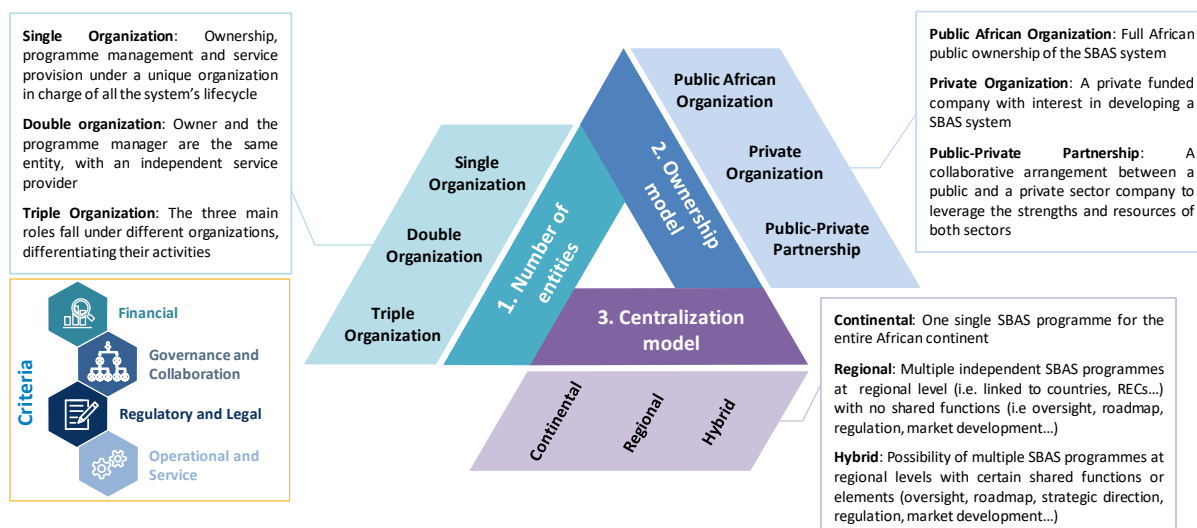 Single Organization: Ownership,
programme management and service
provision under a unique organization
in charge of all the system's lifecycle
Double organization: Owner and the
programme manager are the same
entity, with an independent service
provider
Triple Organization: The three main
roles fall under different organizations,
differentiating their activities
Criteria
Financial
Governance and
Collaboration
Regulatory and Legal
Operational and
Service
Single
Organization
Double
Organization
Triple
Organization
1. Number of
entities
2. Ownership
model
3. Centralization
model
Public African
Organization
Private
Organization
Public-Private
Partnership
Continental
Regional
Hybrid
Public African Organization: Full African
public ownership of the SBAS system
Private Organization: A private funded
company with interest in developing a
SBAS system
Public-Private Partnership: A
collaborative arrangement between a
public and a private sector company to
leverage the strengths and resources of
both sectors
Continental: One single SBAS programme for the
entire African continent
Regional: Multiple independent SBAS programmes
at regional level (i.e. linked to countries, RECs...)
with no shared functions (i.e oversight, roadmap,
regulation, market development...)
Hybrid: Possibility of multiple SBAS programmes at
regional levels with certain shared functions or
elements (oversight, roadmap, strategic direction,
regulation, market development...)